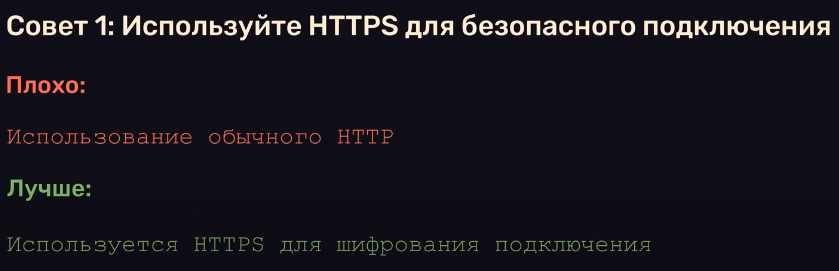 Совет 1: Используйте HTTPS для безопасного подключения
Плохо:
Использование обычного HTTP
Лучше:
Используется HTTPS для шифрования подключения